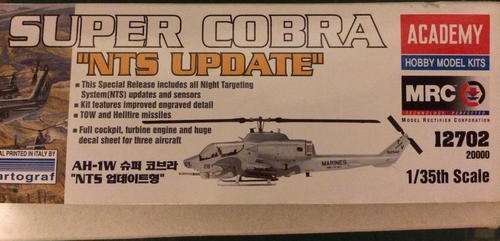 SUPER COBRA
"NTS UPDATE"
ACADEMY
HOBBY MODEL KITS
This Special Release includes all Night Targeting
System(NTS) updates and sensors
Kit features improved engraved detail
TOW and Hellfire missiles
Full cockpit, turbine engine and huge
decal sheet for three aircraft
MRC
TECHNOLOGY PERFECTED
MODEL RECTIFIER CORPORATION
12702
20000
1/35th Scale
AL PRINTED IN ITALY BY
artograf
AH-1W 슈퍼 코브라
"NTS 업데이트형"
MARINES